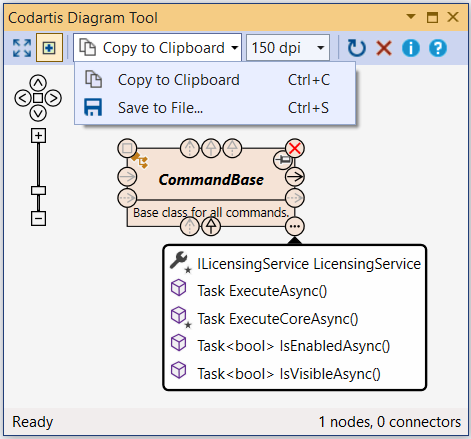 Codartis Diagram Tool
Copy to Clipboard 150 dpi
Copy to Clipboard Ctrl+C
Save to File... Ctrl+S
CommandBase
Base class for all commands.
ILicensingService LicensingService
Task ExecuteAsync()
Task ExecuteCoreAsync()
Task<bool> IsEnabledAsync()
Task<bool> IsVisibleAsync()
Ready 1 nodes, 0 connectors